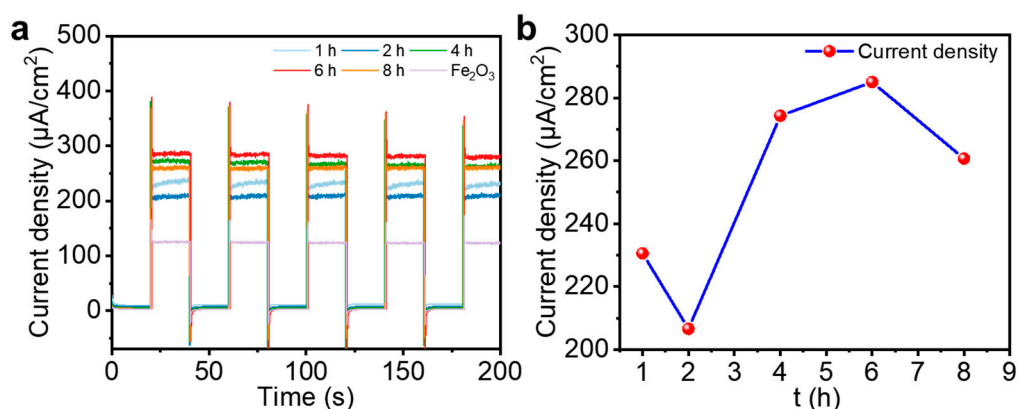 a
500
400
300
200
100
0
Current density (μA/cm²)
1 h 2 h 4 h
6 h 8 h Fe₂O₃
0 50 100 150 200
Time (s)
b
300
280
260
240
220
200
Current density (μA/cm²)
Current density
1 2 3 4 5 6 7 8 9
t (h)